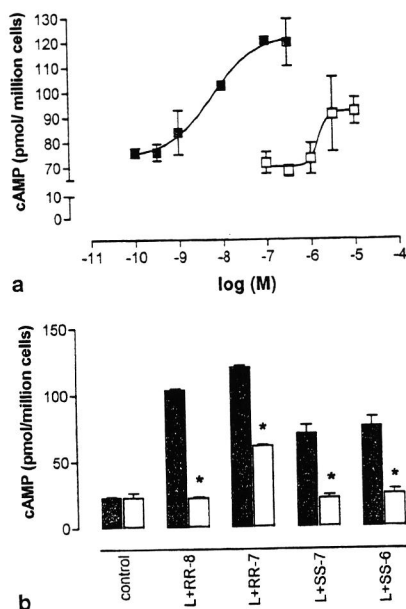 cAMP (pmol/million cells)
130
120
110
100
90
80
70
10
0
-11
-10
-9
-8
-7
-6
-5
-4
log (M)
a
cAMP (pmol/million cells)
150
100
50
0
*
*
*
*
control
L+RR-8
L+RR-7
L+SS-7
L+SS-6
b